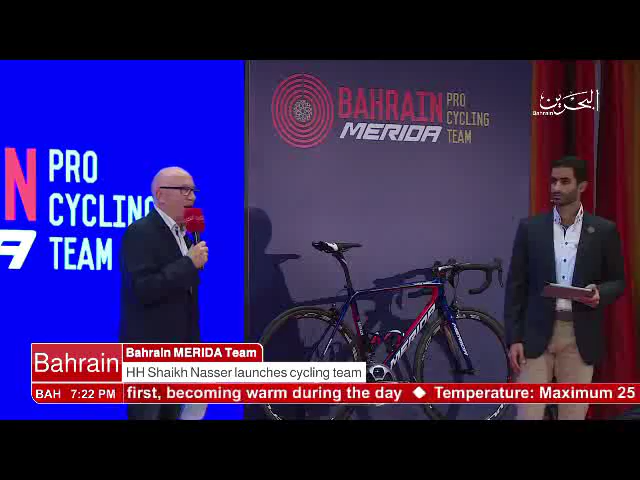 BAHRAIN
MERIDA
PRO
CYCLING
TEAM
البحرين
Bahrain
N
PRO
CYCLING
TEAM
MERIDA
Bahrain
Bahrain MERIDA Team
HH Shaikh Nasser launches cycling team
BAH 7:22 PM first, becoming warm during the day ◆ Temperature: Maximum 25